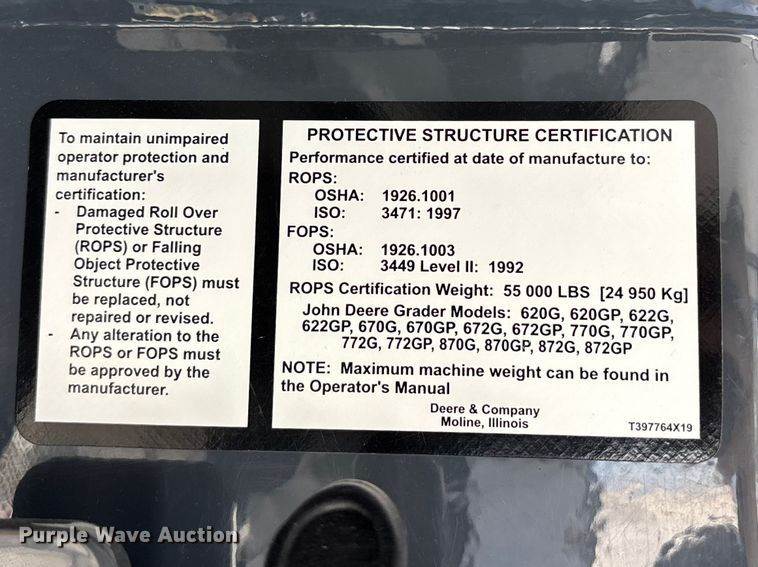 To maintain unimpaired
operator protection and
manufacturer's
certification:
- Damaged Roll Over
Protective Structure
(ROPS) or Falling
Object Protective
Structure (FOPS) must
be replaced, not
repaired or revised.
- Any alteration to the
ROPS or FOPS must
be approved by the
manufacturer.
PROTECTIVE STRUCTURE CERTIFICATION
Performance certified at date of manufacture to:
ROPS:
OSHA: 1926.1001
ISO: 3471: 1997
FOPS:
OSHA: 1926.1003
ISO: 3449 Level II: 1992
ROPS Certification Weight: 55 000 LBS [24 950 Kg]
John Deere Grader Models: 620G, 620GP, 622G,
622GP, 670G, 670GP, 672G, 672GP, 770G, 770GP,
772G, 772GP, 870G, 870GP, 872G, 872GP
NOTE: Maximum machine weight can be found in
the Operator's Manual
Deere & Company
Moline, Illinois
T397764X19
Purple Wave Auction